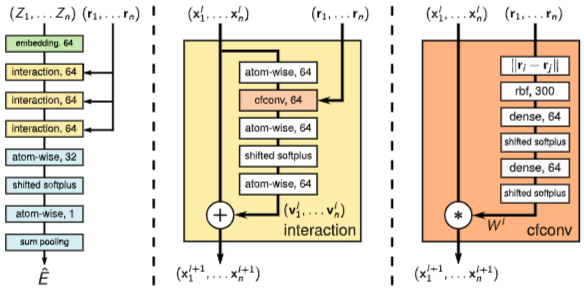 (Z₁, . . . Zₙ) (r₁, . . . rₙ)
embedding, 64
interaction, 64
interaction, 64
interaction, 64
atom-wise, 32
shifted softplus
atom-wise, 1
sum pooling
Ê
(x₁ˡ, . . . xₙˡ) (r₁, . . . rₙ)
atom-wise, 64
cfconv, 64
atom-wise, 64
shifted softplus
atom-wise, 64
(v₁ˡ, . . . vₙˡ)
+
interaction
(x₁ˡ⁺¹, . . . xₙˡ⁺¹)
(x₁ˡ, . . . xₙˡ) (r₁, . . . rₙ)
‖rᵢ − rⱼ‖
rbf, 300
dense, 64
shifted softplus
dense, 64
shifted softplus
*
Wˡ
cfconv
(x₁ˡ⁺¹, . . . xₙˡ⁺¹)